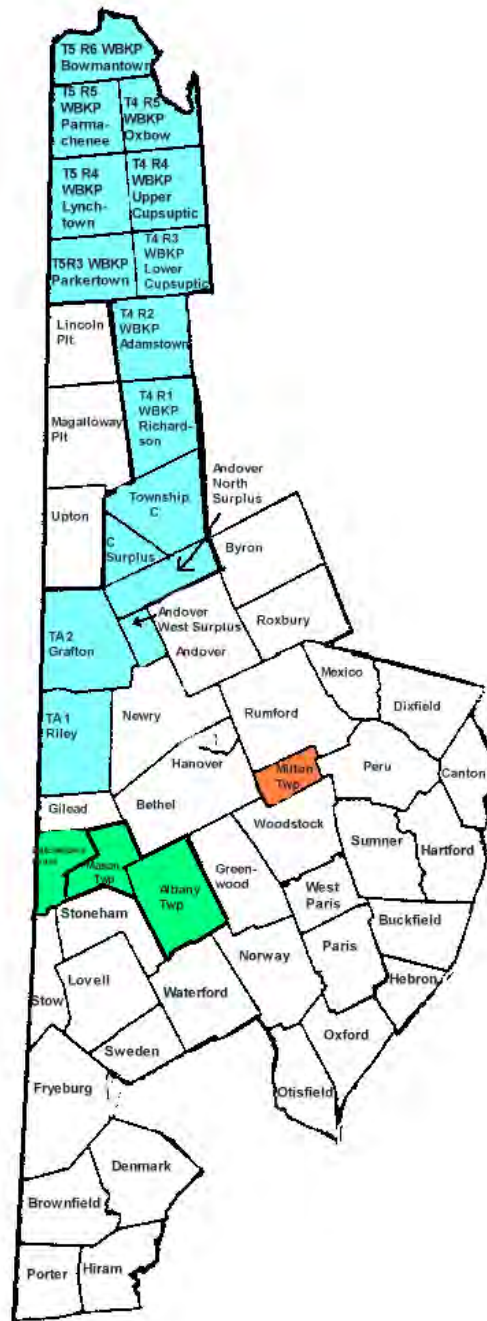 T5 R6 WBKP
Bowmantown
T5 R5
WBKP
Parma-
chenee
T4 R5
WBKP
Oxbow
T5 R4
WBKP
Lynch-
town
T4 R4
WBKP
Upper
Cupsuptic
T5R3 WBKP
Parkertown
T4 R3
WBKP
Lower
Cupsuptic
Lincoln
Plt
T4 R2
WBKP
Adamstown
Magalloway
Plt
T4 R1
WBKP
Richard-
son
Andover
North
Surplus
Township
C
Upton
C
Surplus
Byron
Andover
West Surplus
Roxbury
TA2
Grafton
Andover
Mexico
Dixfield
TA1
Riley
Newry
Rumford
Hanover
Peru
Canton
Milton
Twp
Gilead
Bethel
Woodstock
Sumner
Hartford
Mason
Twp
Albany
Twp
Green-
wood
West
Paris
Stoneham
Buckfield
Norway
Paris
Lovell
Waterford
Hebron
Stow
Sweden
Oxford
Fryeburg
Otisfield
Denmark
Brownfield
Porter
Hiram